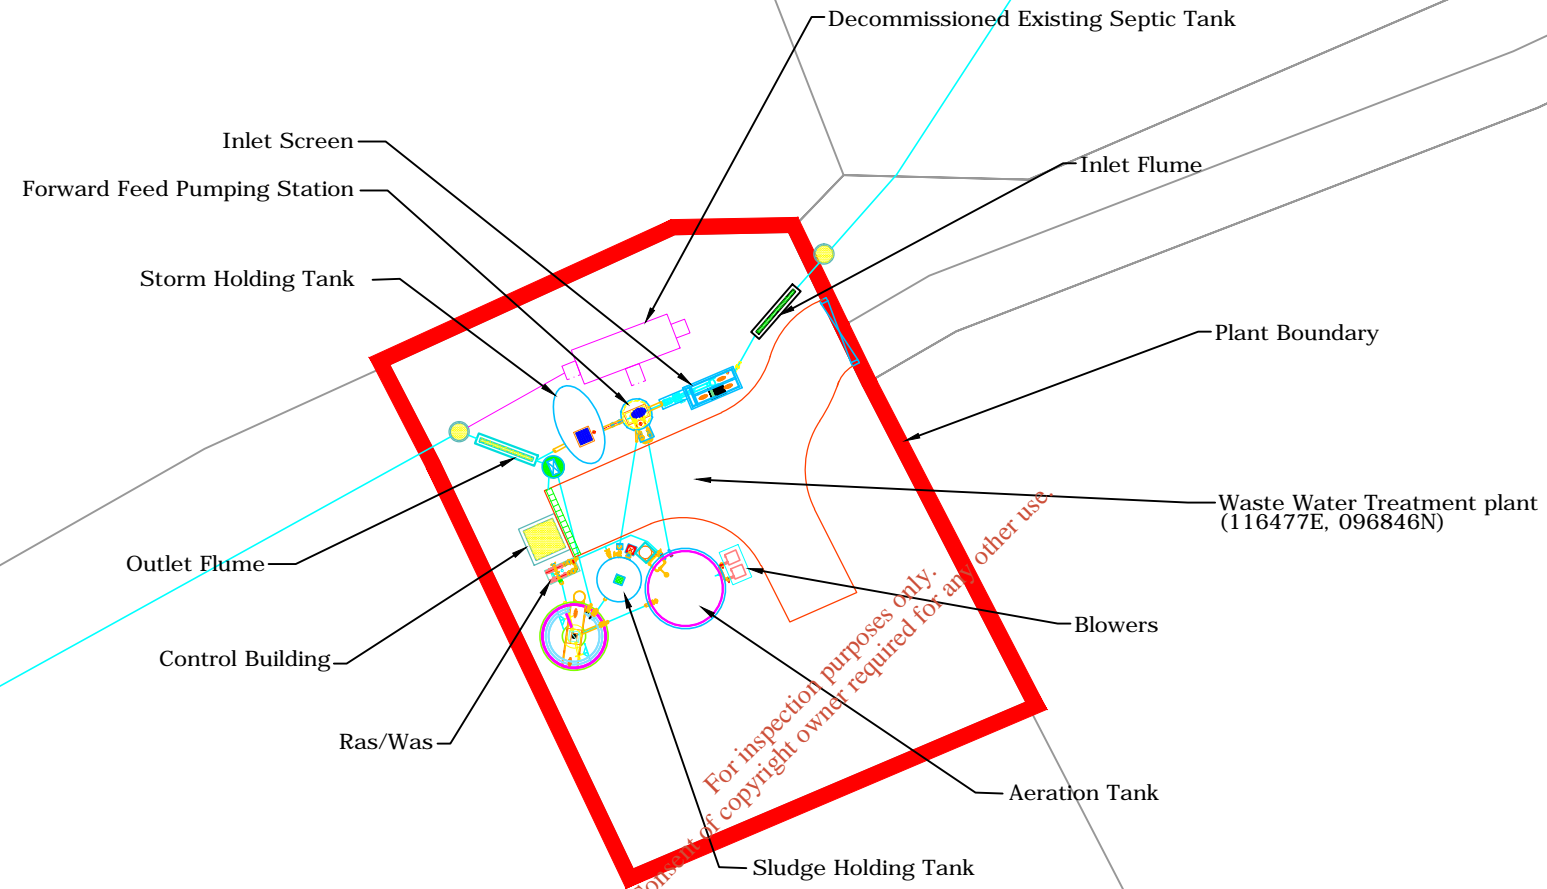 Decommissioned Existing Septic Tank
Inlet Screen
Inlet Flume
Forward Feed Pumping Station
Storm Holding Tank
Plant Boundary
Waste Water Treatment plant
(116477E, 096846N)
Outlet Flume
Blowers
Control Building
Ras/Was
Aeration Tank
Sludge Holding Tank
For inspection purposes only.
Consent of copyright owner required for any other use.